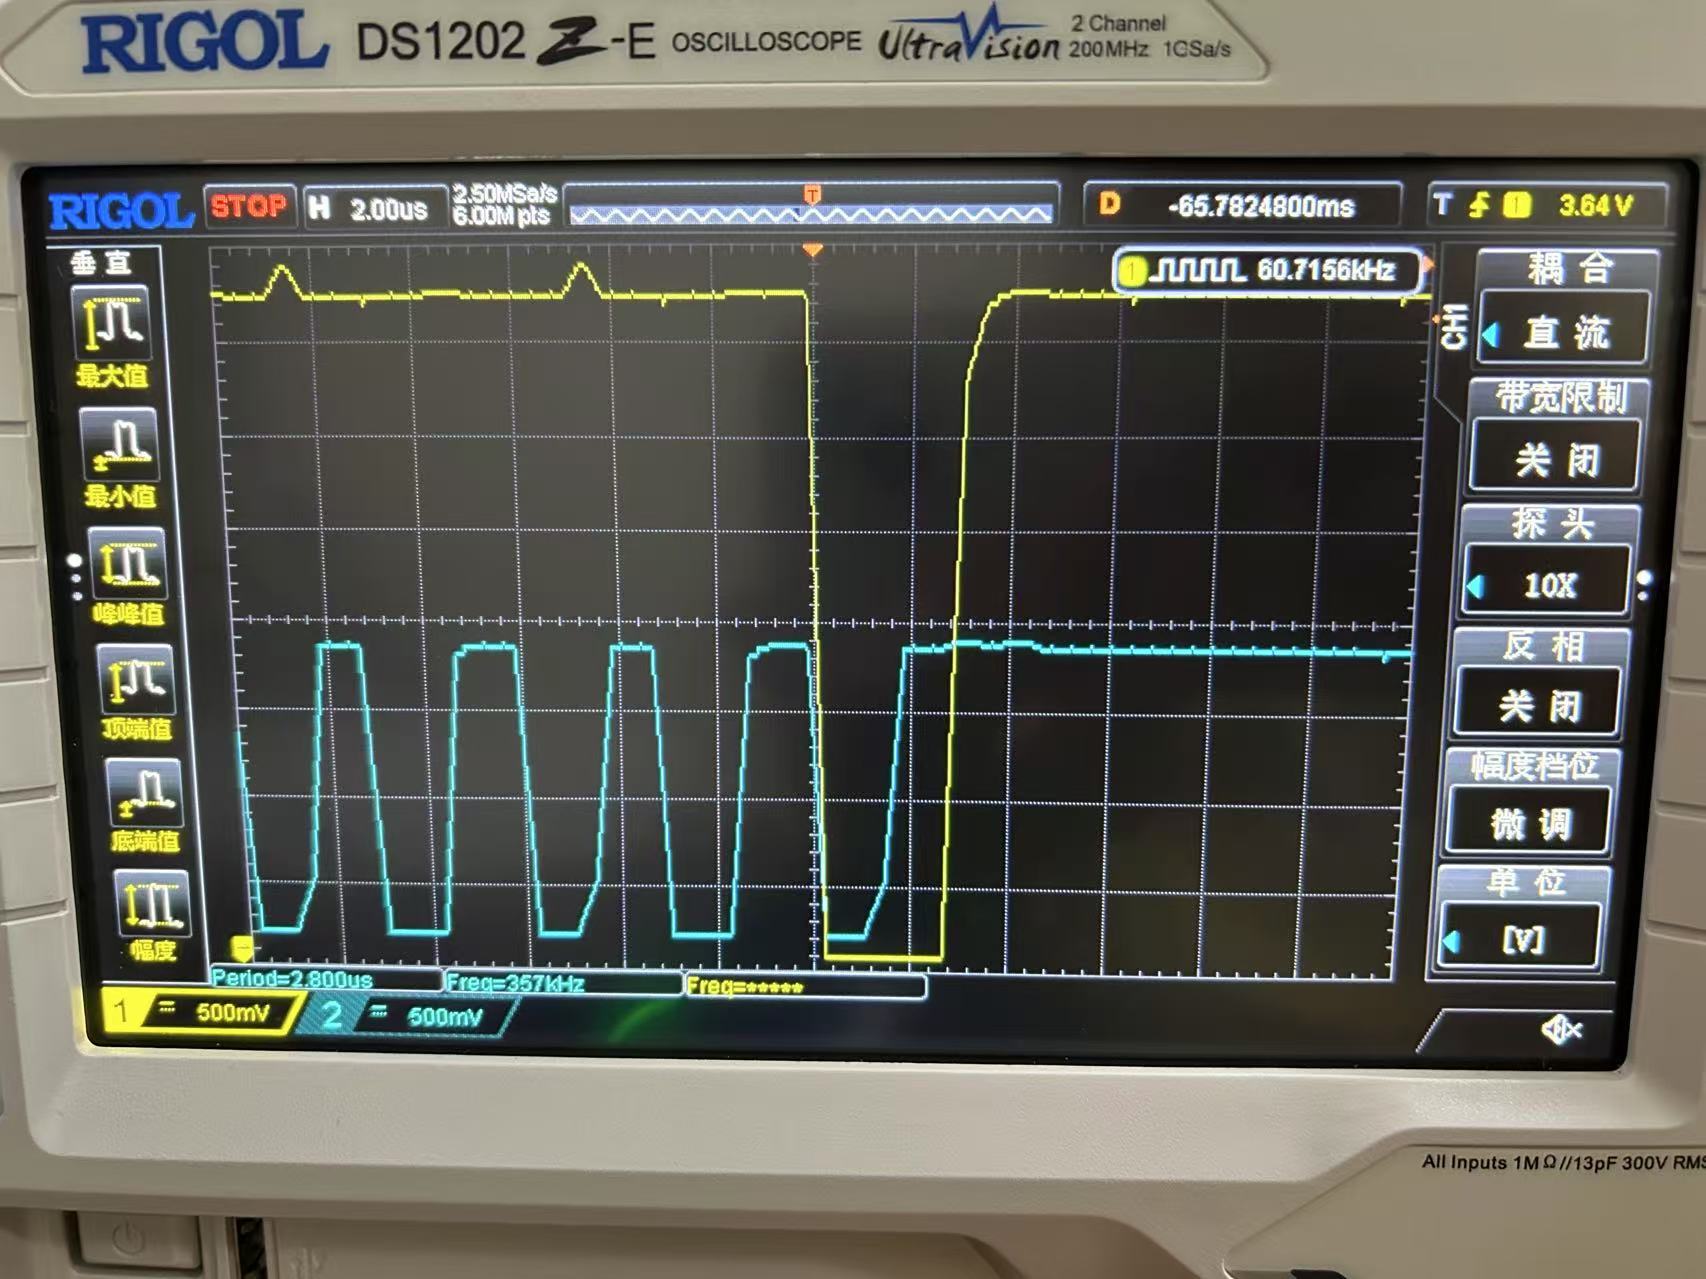 RIGOL DS1202 Z-E OSCILLOSCOPE UltraVision 2 Channel
200MHz 1GSa/s
RIGOL STOP H 2.00us 2.50MSa/s
6.00M pts
T
D -65.7824800ms
T 1 3.64V
垂直
最大值
最小值
峰峰值
顶端值
底端值
幅度
1 60.7156kHz
CH1
耦合
直流
带宽限制
关闭
探头
10X
反相
关闭
幅度档位
微调
单位
[V]
Period=2.800us Freq=357kHz Freq=*****
1 500mV 2 500mV
All Inputs 1MΩ//13pF 300V RMS